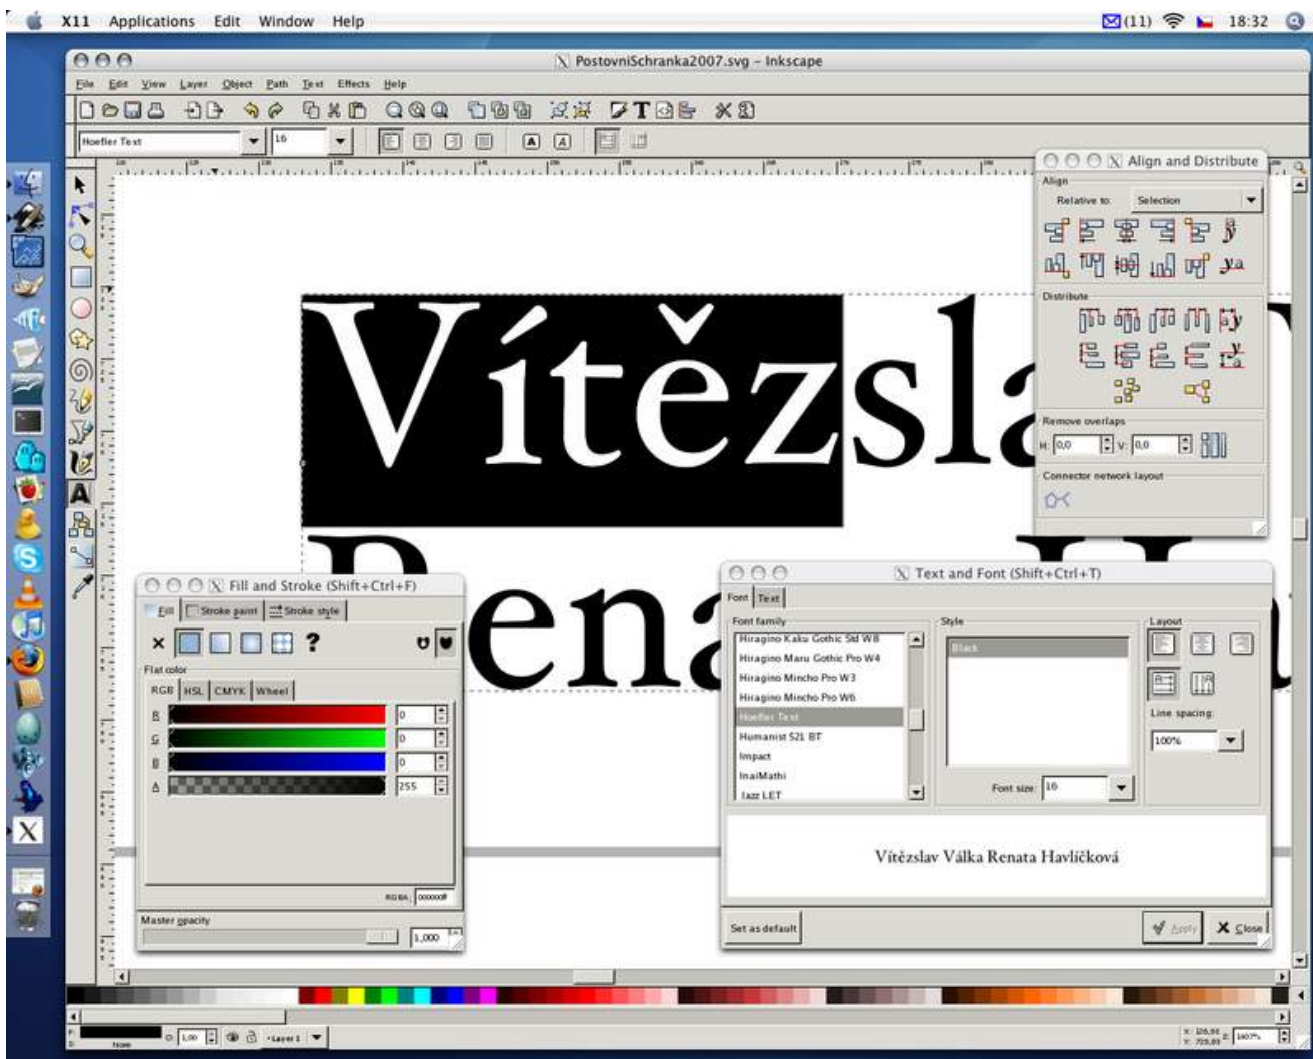 X11 Applications Edit Window Help (11) 18:32
PostovniSchranka2007.svg – Inkscape
File Edit View Layer Object Path Text Effects Help
Hoefler Text 16
Align and Distribute
Align
Relative to: Selection
Distribute
Remove overlaps
H: 0,0 V: 0,0
Connector network layout
Vítězsla
Rena
Fill and Stroke (Shift+Ctrl+F)
Fill Stroke paint Stroke style
Flat color
RGB HSL CMYK Wheel
R 0
G 0
B 0
A 255
RGBA: 000000ff
Master opacity
1,000
Text and Font (Shift+Ctrl+T)
Font Text
Font family Style Layout
Hiragino Kaku Gothic Std W8
Black
Hiragino Maru Gothic Pro W4
Hiragino Mincho Pro W3
Hiragino Mincho Pro W6
Hoefler Text
Line spacing:
Humanist 521 BT
100%
Impact
InaiMathi
Font size: 16
Jazz LET
Vítězslav Válka Renata Havlíčková
Set as default Apply Close
F:
S: None
O: 1,00 Layer 1
X:
Y:
Z: